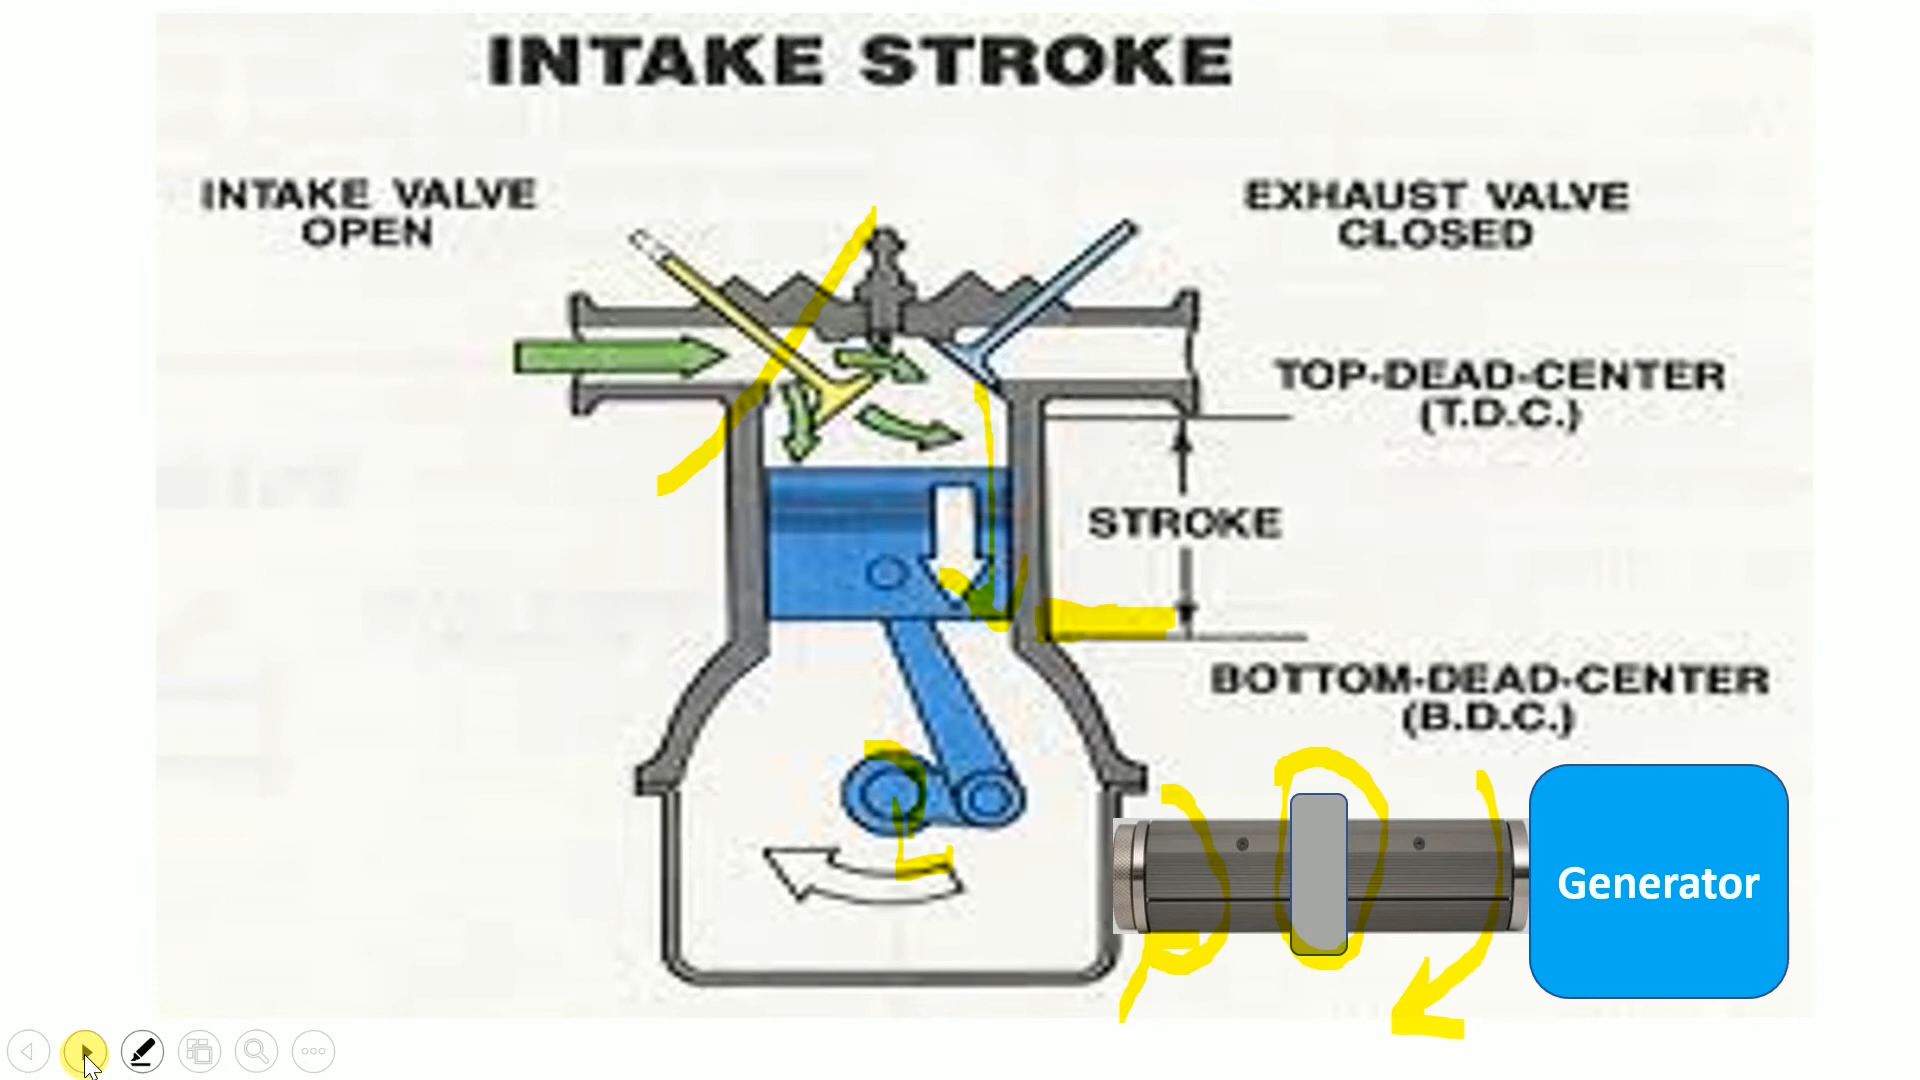 INTAKE STROKE
INTAKE VALVE
OPEN
EXHAUST VALVE
CLOSED
TOP-DEAD-CENTER
(T.D.C.)
STROKE
BOTTOM-DEAD-CENTER
(B.D.C.)
Generator